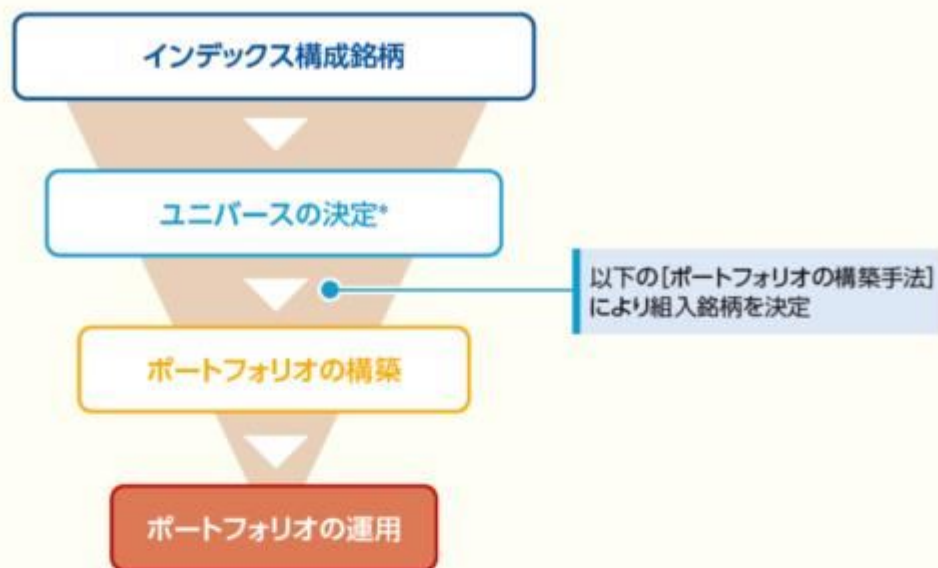 インデックス構成銘柄
ユニバースの決定*
以下の[ポートフォリオの構築手法]
により組入銘柄を決定
ポートフォリオの構築
ポートフォリオの運用